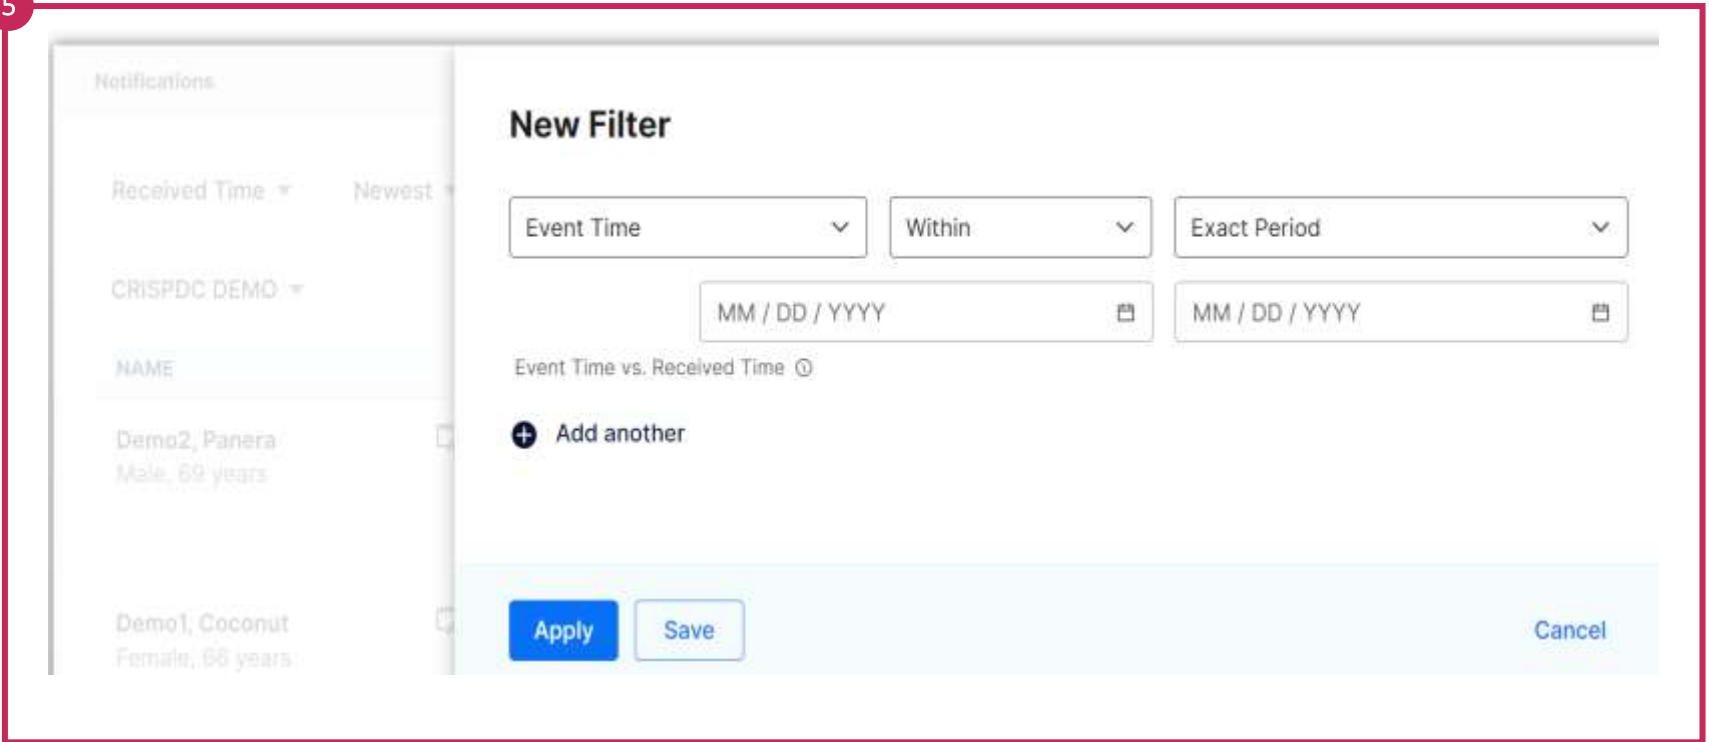 5
Notifications
New Filter
Received Time Newest
Event Time Within Exact Period
CRISPDC DEMO
MM / DD / YYYY MM / DD / YYYY
NAME
Event Time vs. Received Time
Demo2, Panera
Male, 69 years
Add another
Demo1, Coconut
Female, 66 years
Apply Save Cancel